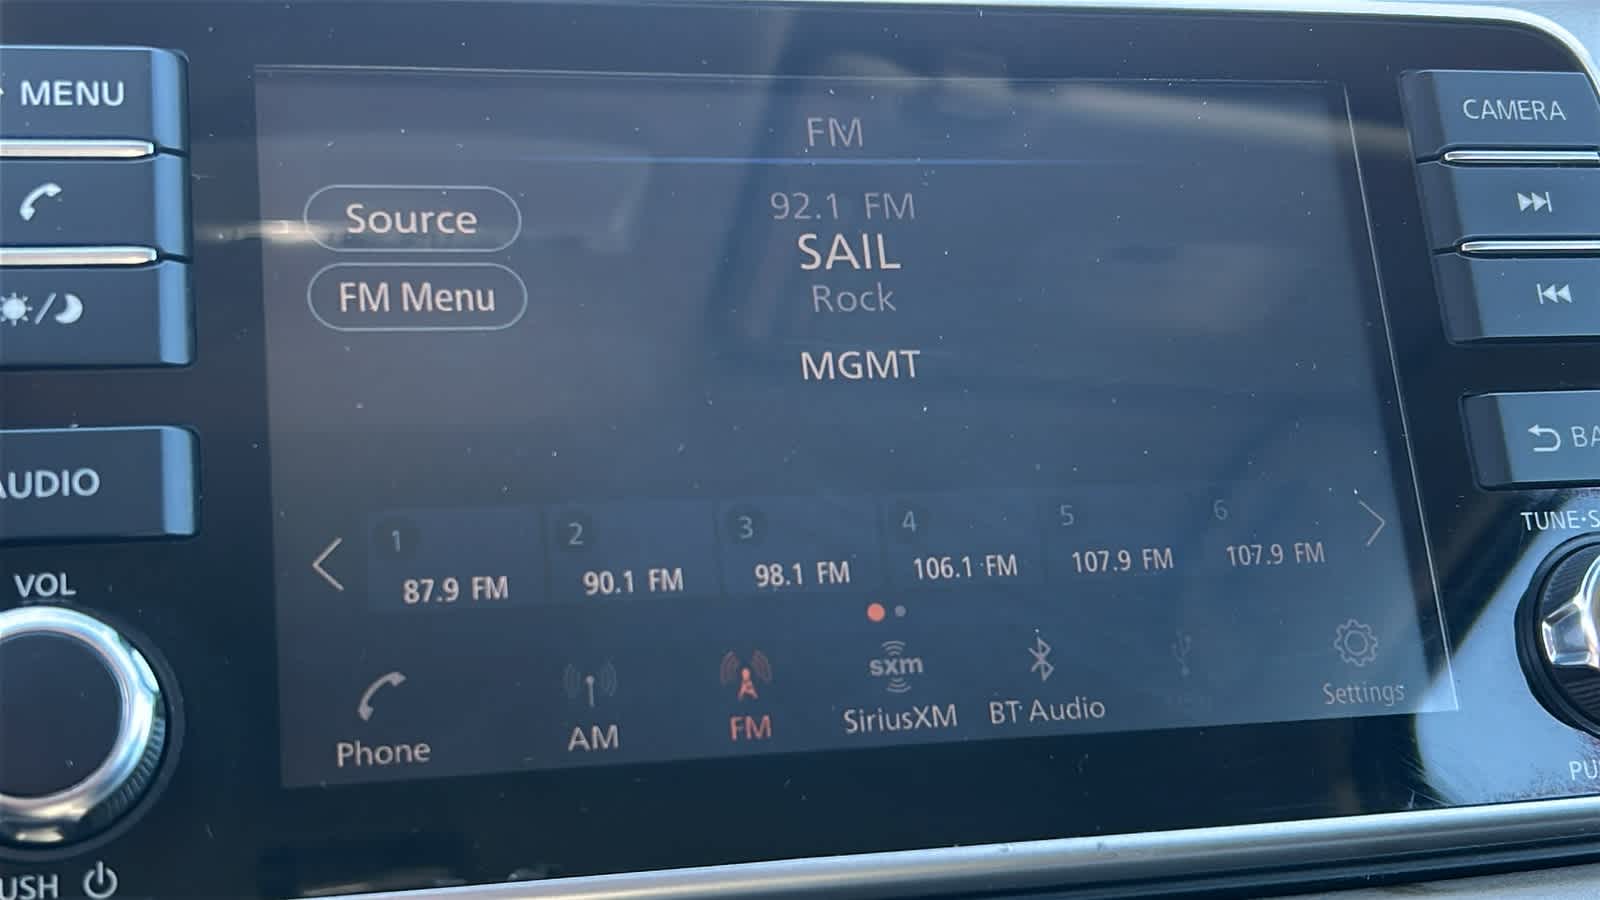 MENU
AUDIO
VOL
USH
FM
Source
FM Menu
92.1 FM
SAIL
Rock
MGMT
1
87.9 FM
2
90.1 FM
3
98.1 FM
4
106.1 FM
5
107.9 FM
6
107.9 FM
Phone
AM
FM
sxm
SiriusXM
BT Audio
Settings
CAMERA
BA
TUNE·S
PU